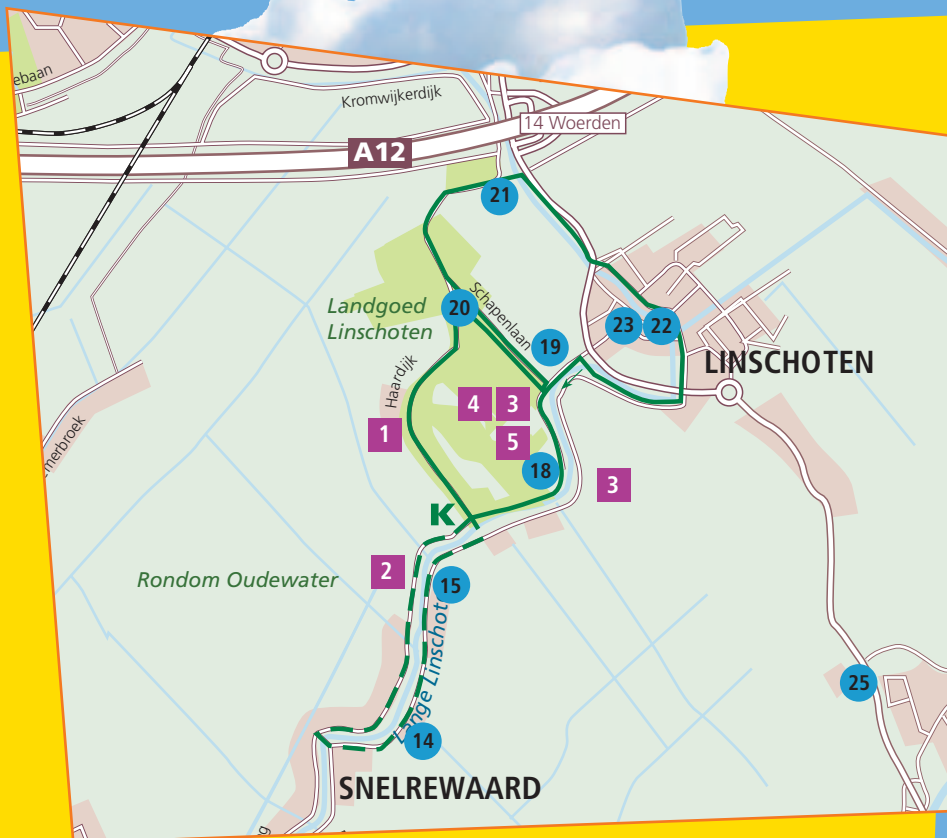 ebaan
Kromwijkerdijk
14 Woerden
A12
21
Landgoed
Linschoten
20
Schapenlaan
19
23
22
LINSCHOTEN
Haardijk
4
3
1
5
18
3
merbroek
K
Rondom Oudewater
2
15
Lange Linschot
25
14
SNELREWAARD
g